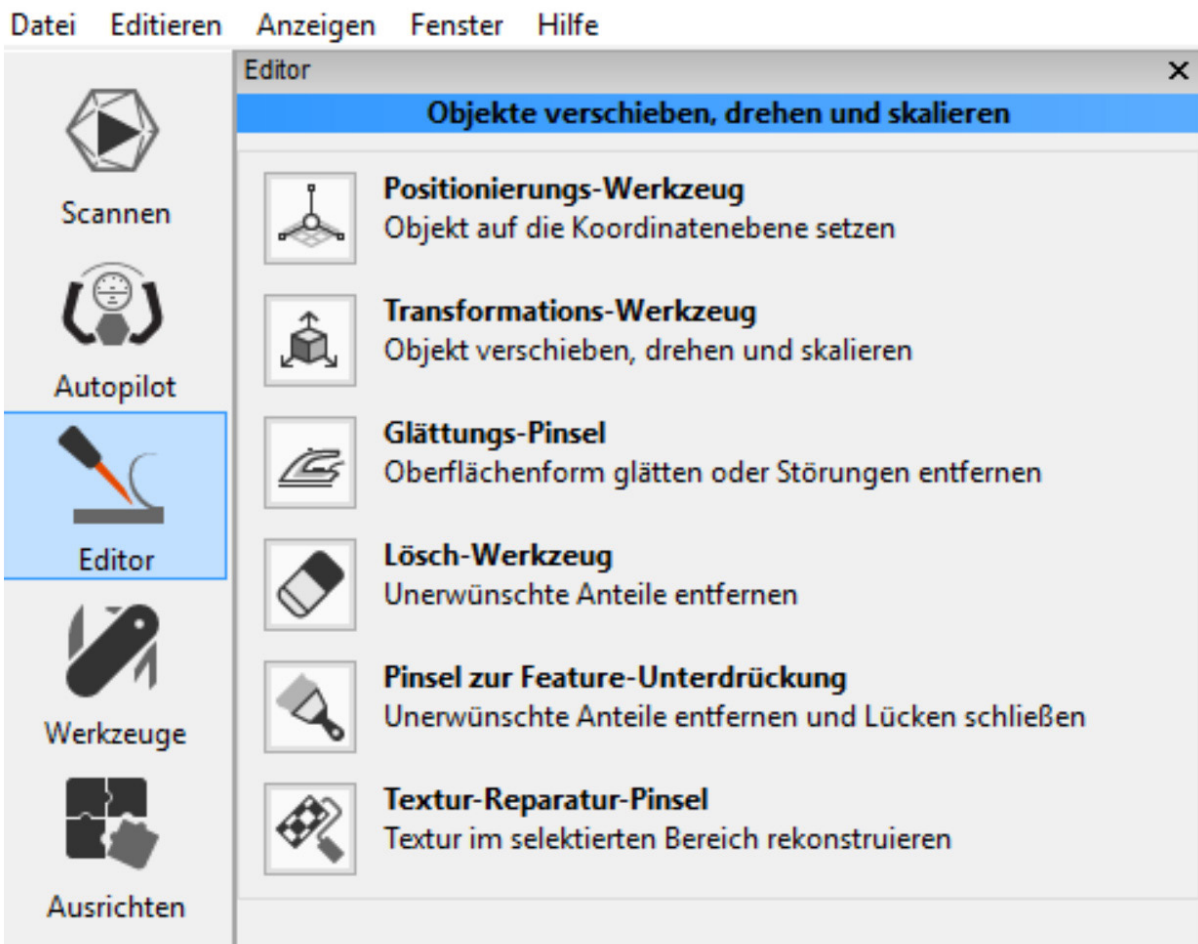 Datei Editieren Anzeigen Fenster Hilfe
Scannen
Autopilot
Editor
Werkzeuge
Ausrichten
Editor
Objekte verschieben, drehen und skalieren
Positionierungs-Werkzeug
Objekt auf die Koordinatenebene setzen
Transformations-Werkzeug
Objekt verschieben, drehen und skalieren
Glättungs-Pinsel
Oberflächenform glätten oder Störungen entfernen
Lösch-Werkzeug
Unerwünschte Anteile entfernen
Pinsel zur Feature-Unterdrückung
Unerwünschte Anteile entfernen und Lücken schließen
Textur-Reparatur-Pinsel
Textur im selektierten Bereich rekonstruieren